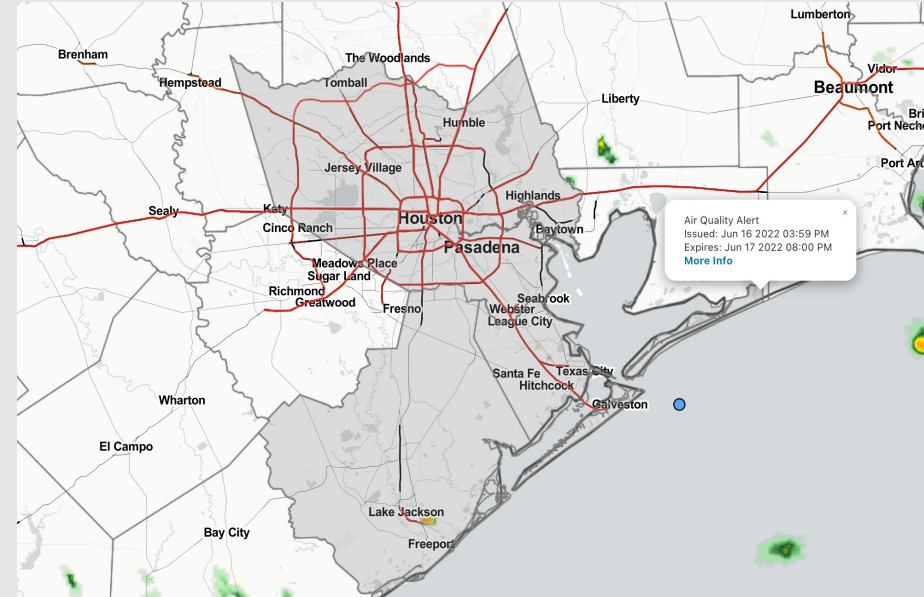 Lumberton
Brenham
The Woodlands
Hempstead
Tomball
Vidor
Beaumont
Liberty
Humble
Port Neche
Port Art
Jersey Village
Sealy
Katy
Highlands
Houston
Cinco Ranch
Baytown
Pasadena
Air Quality Alert
Issued: Jun 16 2022 03:59 PM
Expires: Jun 17 2022 08:00 PM
More Info
Meadows Place
Sugar Land
Richmond
Greatwood
Fresno
Seabrook
Webster
League City
Santa Fe
Texas City
Hitchcock
Wharton
Galveston
El Campo
Lake Jackson
Bay City
Freeport